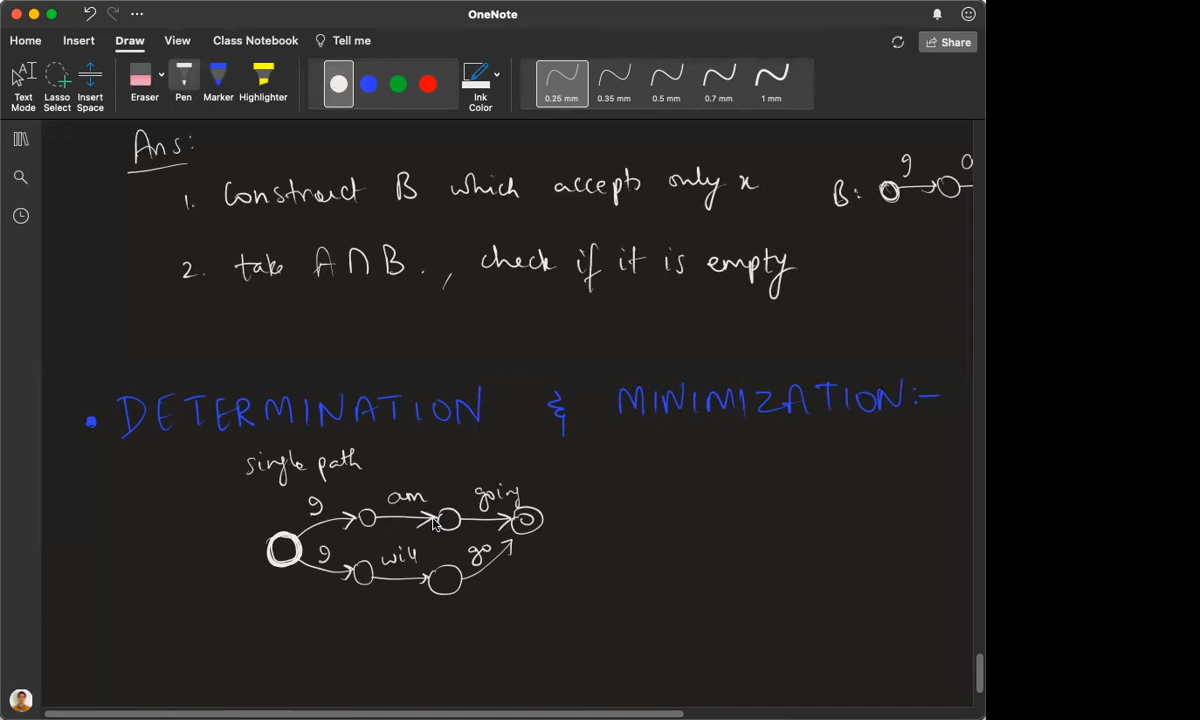 OneNote
Home Insert Draw View Class Notebook Tell me Share
Text Mode
Lasso Select
Insert Space
Eraser
Pen
Marker
Highlighter
Ink Color
0.25 mm 0.35 mm 0.5 mm 0.7 mm 1 mm
Ans:
1. Construct B which accepts only x B: 9
2. take A∩B., check if it is empty
• DETERMINATION & MINIMIZATION:-
single path
9 am going
9 will go